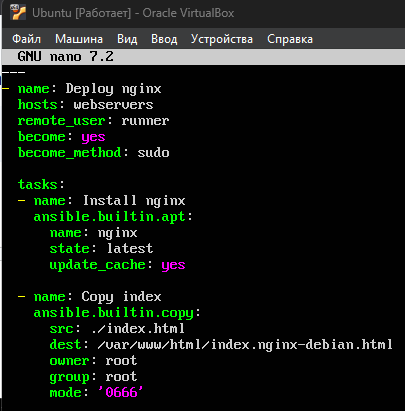 Ubuntu [Работает] - Oracle VirtualBox
Файл Машина Вид Ввод Устройства Справка
GNU nano 7.2
---
- name: Deploy nginx
  hosts: webservers
  remote_user: runner
  become: yes
  become_method: sudo

  tasks:
  - name: Install nginx
    ansible.builtin.apt:
      name: nginx
      state: latest
      update_cache: yes

  - name: Copy index
    ansible.builtin.copy:
      src: ./index.html
      dest: /var/www/html/index.nginx-debian.html
      owner: root
      group: root
      mode: '0666'